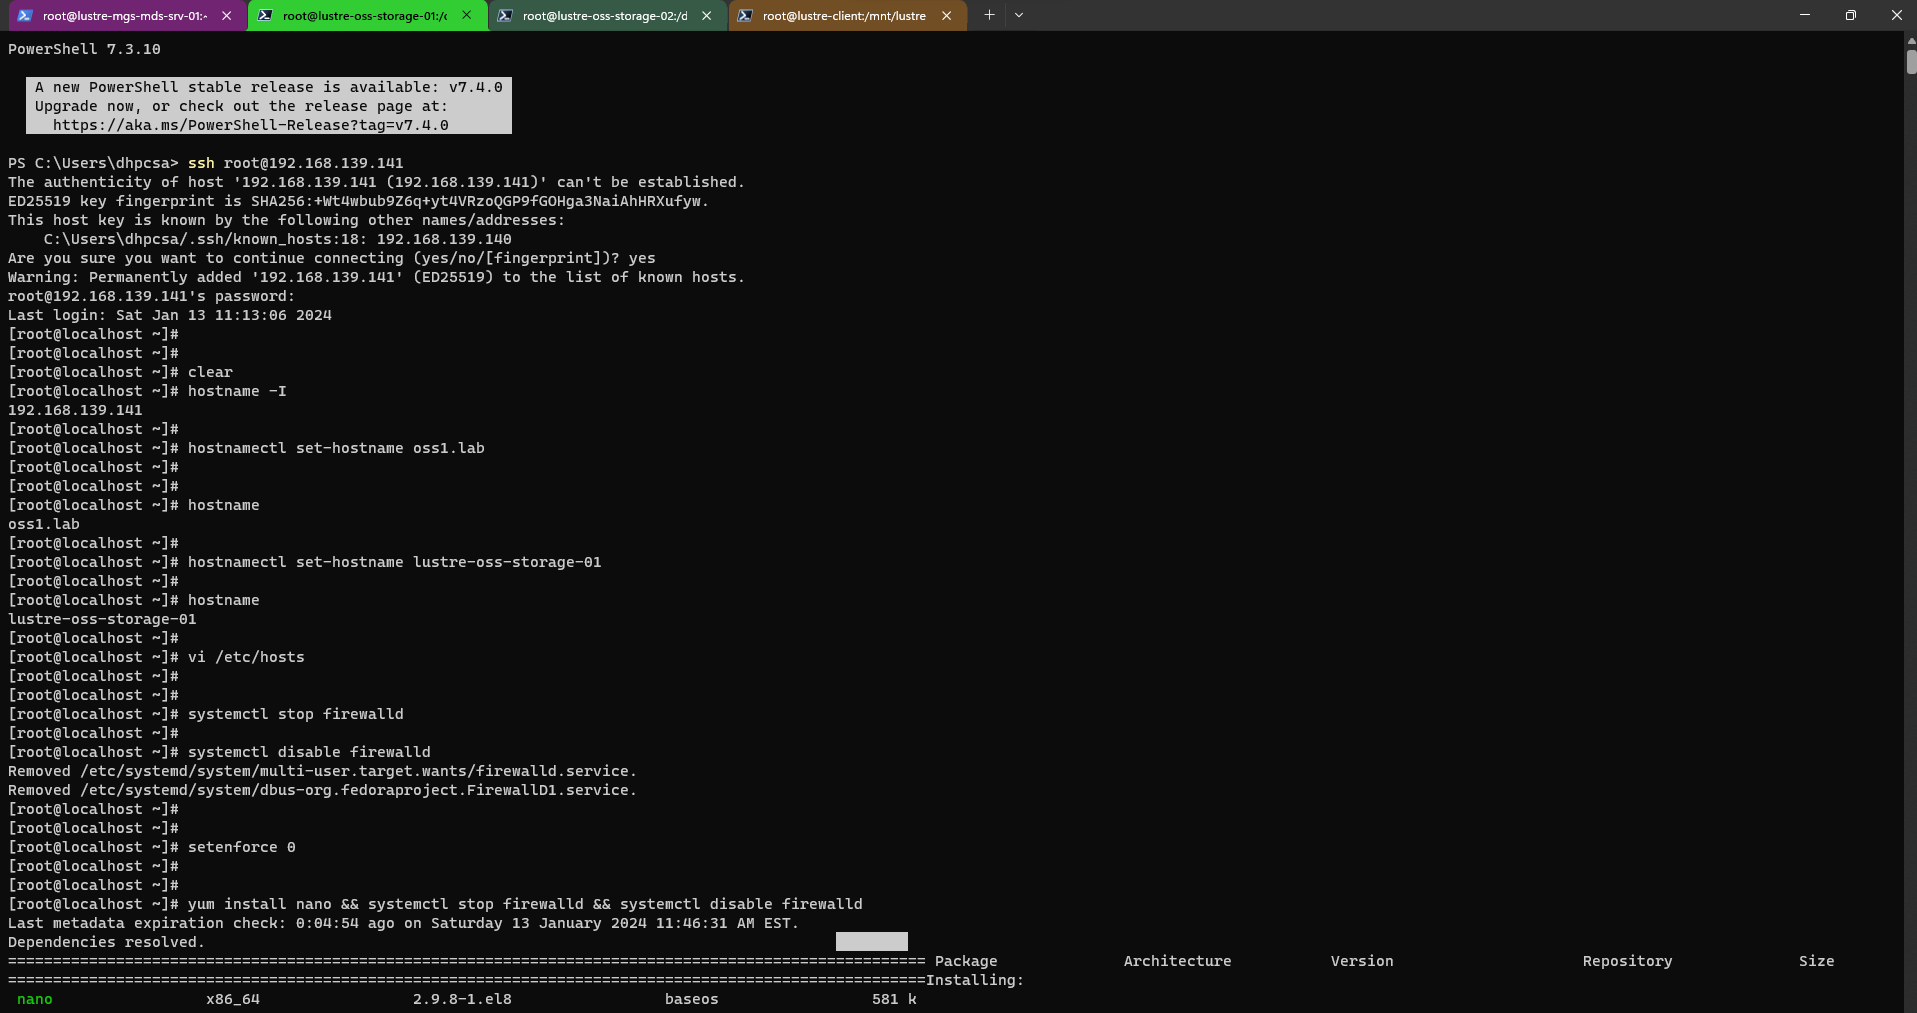 root@lustre-mgs-mds-srv-01:~ root@lustre-oss-storage-01:/c root@lustre-oss-storage-02:/d root@lustre-client:/mnt/lustre
PowerShell 7.3.10
A new PowerShell stable release is available: v7.4.0
Upgrade now, or check out the release page at:
https://aka.ms/PowerShell-Release?tag=v7.4.0
PS C:\Users\dhpcsa> ssh root@192.168.139.141
The authenticity of host '192.168.139.141 (192.168.139.141)' can't be established.
ED25519 key fingerprint is SHA256:+Wt4wbub9Z6q+yt4VRzoQGP9fGOHga3NaiAhHRXufyw.
This host key is known by the following other names/addresses:
C:\Users\dhpcsa/.ssh/known_hosts:18: 192.168.139.140
Are you sure you want to continue connecting (yes/no/[fingerprint])? yes
Warning: Permanently added '192.168.139.141' (ED25519) to the list of known hosts.
root@192.168.139.141's password:
Last login: Sat Jan 13 11:13:06 2024
[root@localhost ~]#
[root@localhost ~]#
[root@localhost ~]# clear
[root@localhost ~]# hostname -I
192.168.139.141
[root@localhost ~]#
[root@localhost ~]# hostnamectl set-hostname oss1.lab
[root@localhost ~]#
[root@localhost ~]#
[root@localhost ~]# hostname
oss1.lab
[root@localhost ~]#
[root@localhost ~]# hostnamectl set-hostname lustre-oss-storage-01
[root@localhost ~]#
[root@localhost ~]# hostname
lustre-oss-storage-01
[root@localhost ~]#
[root@localhost ~]# vi /etc/hosts
[root@localhost ~]#
[root@localhost ~]#
[root@localhost ~]# systemctl stop firewalld
[root@localhost ~]#
[root@localhost ~]# systemctl disable firewalld
Removed /etc/systemd/system/multi-user.target.wants/firewalld.service.
Removed /etc/systemd/system/dbus-org.fedoraproject.FirewallD1.service.
[root@localhost ~]#
[root@localhost ~]#
[root@localhost ~]# setenforce 0
[root@localhost ~]#
[root@localhost ~]#
[root@localhost ~]# yum install nano && systemctl stop firewalld && systemctl disable firewalld
Last metadata expiration check: 0:04:54 ago on Saturday 13 January 2024 11:46:31 AM EST.
Dependencies resolved.
====================================================================================================== Package Architecture Version Repository Size
======================================================================================================Installing:
nano x86_64 2.9.8-1.el8 baseos 581 k